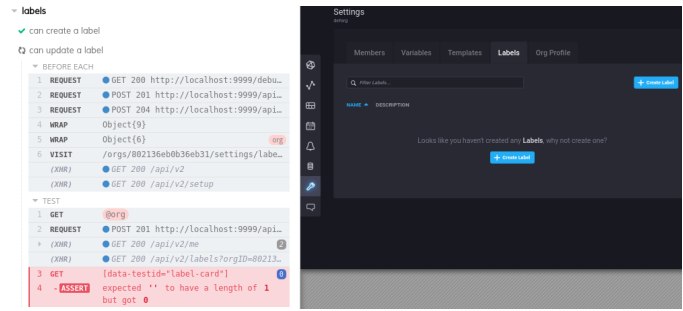 labels
can create a label
can update a label
BEFORE EACH
1 REQUEST GET 200 http://localhost:9999/debu…
2 REQUEST POST 201 http://localhost:9999/api…
3 REQUEST POST 204 http://localhost:9999/api…
4 WRAP Object{9}
5 WRAP Object{6} org
6 VISIT /orgs/802136eb0b36eb31/settings/labe…
(XHR) GET 200 /api/v2
(XHR) GET 200 /api/v2/setup
TEST
1 GET @org
2 REQUEST POST 201 http://localhost:9999/api…
(XHR) GET 200 /api/v2/me 2
(XHR) GET 200 /api/v2/labels?orgID=80213…
3 GET [data-testid="label-card"] 0
4 -ASSERT expected '' to have a length of 1
but got 0
Settings
Members Variables Templates Labels Org Profile
Filter Labels...
+ Create Label
NAME DESCRIPTION
Looks like you haven't created any Labels, why not create one?
+ Create Label